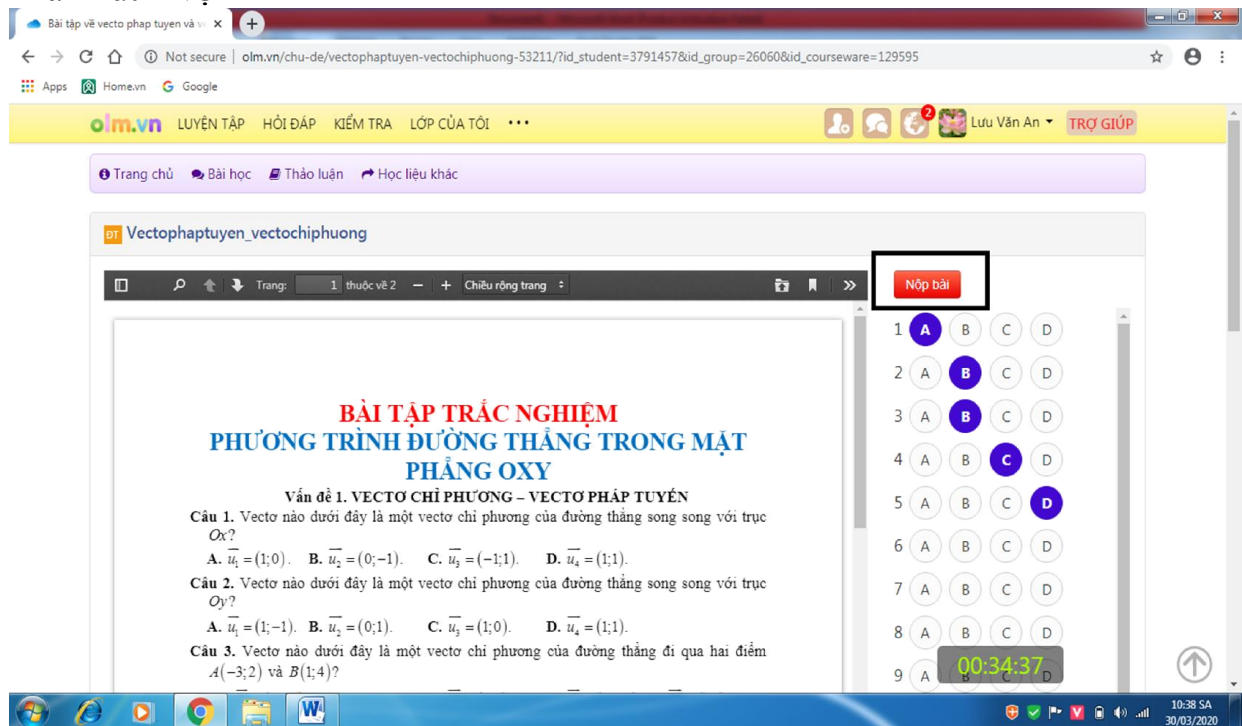 Bài tập về vecto phap tuyen và v
Not secure | olm.vn/chu-de/vectophaptuyen-vectochiphuong-53211/?id_student=3791457&id_group=26060&id_courseware=129595
Apps Home.vn Google
olm.vn LUYỆN TẬP HỎI ĐÁP KIỂM TRA LỚP CỦA TÔI ••• 2 Lưu Văn An TRỢ GIÚP
Trang chủ Bài học Thảo luận Học liệu khác
ĐT Vectophaptuyen_vectochiphuong
Trang: 1 thuộc về 2 − + Chiều rộng trang
Nộp bài
BÀI TẬP TRẮC NGHIỆM
PHƯƠNG TRÌNH ĐƯỜNG THẲNG TRONG MẶT
PHẲNG OXY
Vấn đề 1. VECTƠ CHỈ PHƯƠNG – VECTƠ PHÁP TUYẾN
Câu 1. Vectơ nào dưới đây là một vectơ chỉ phương của đường thẳng song song với trục
Ox?
A. u₁ = (1;0). B. u₂ = (0;−1). C. u₃ = (−1;1). D. u₄ = (1;1).
Câu 2. Vectơ nào dưới đây là một vectơ chỉ phương của đường thẳng song song với trục
Oy?
A. u₁ = (1;−1). B. u₂ = (0;1). C. u₃ = (1;0). D. u₄ = (1;1).
Câu 3. Vectơ nào dưới đây là một vectơ chỉ phương của đường thẳng đi qua hai điểm
A(−3;2) và B(1;4)?
1 A B C D
2 A B C D
3 A B C D
4 A B C D
5 A B C D
6 A B C D
7 A B C D
8 A B C D
9 A B D
00:34:37
10:38 SA
30/03/2020